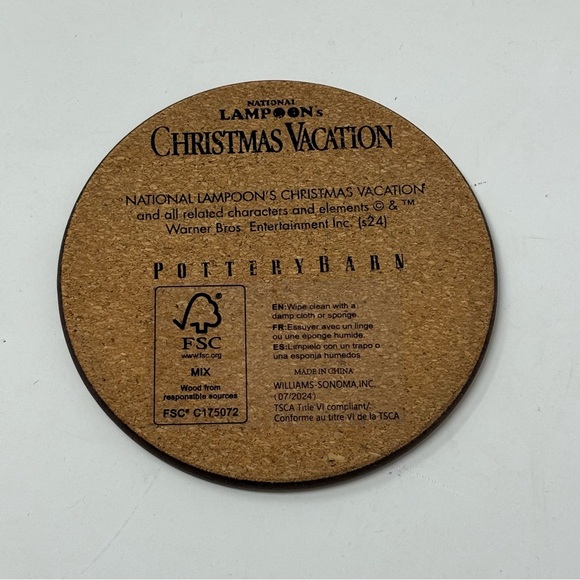 NATIONAL
LAMPOON's
CHRISTMAS VACATION
NATIONAL LAMPOON'S CHRISTMAS VACATION
and all related characters and elements © & ™
Warner Bros. Entertainment Inc. (s24)
POTTERYBARN
FSC
www.fsc.org
MIX
Wood from
responsible sources
FSC® C175072
EN:Wipe clean with a
damp cloth or sponge.
FR:Essuyer avec un linge
ou une éponge humide.
ES:Limpielo con un trapo o
una esponja humedos.
MADE IN CHINA
WILLIAMS-SONOMA,INC.
(07/2024)
TSCA Title VI compliant/
Conforme au titre VI de la TSCA